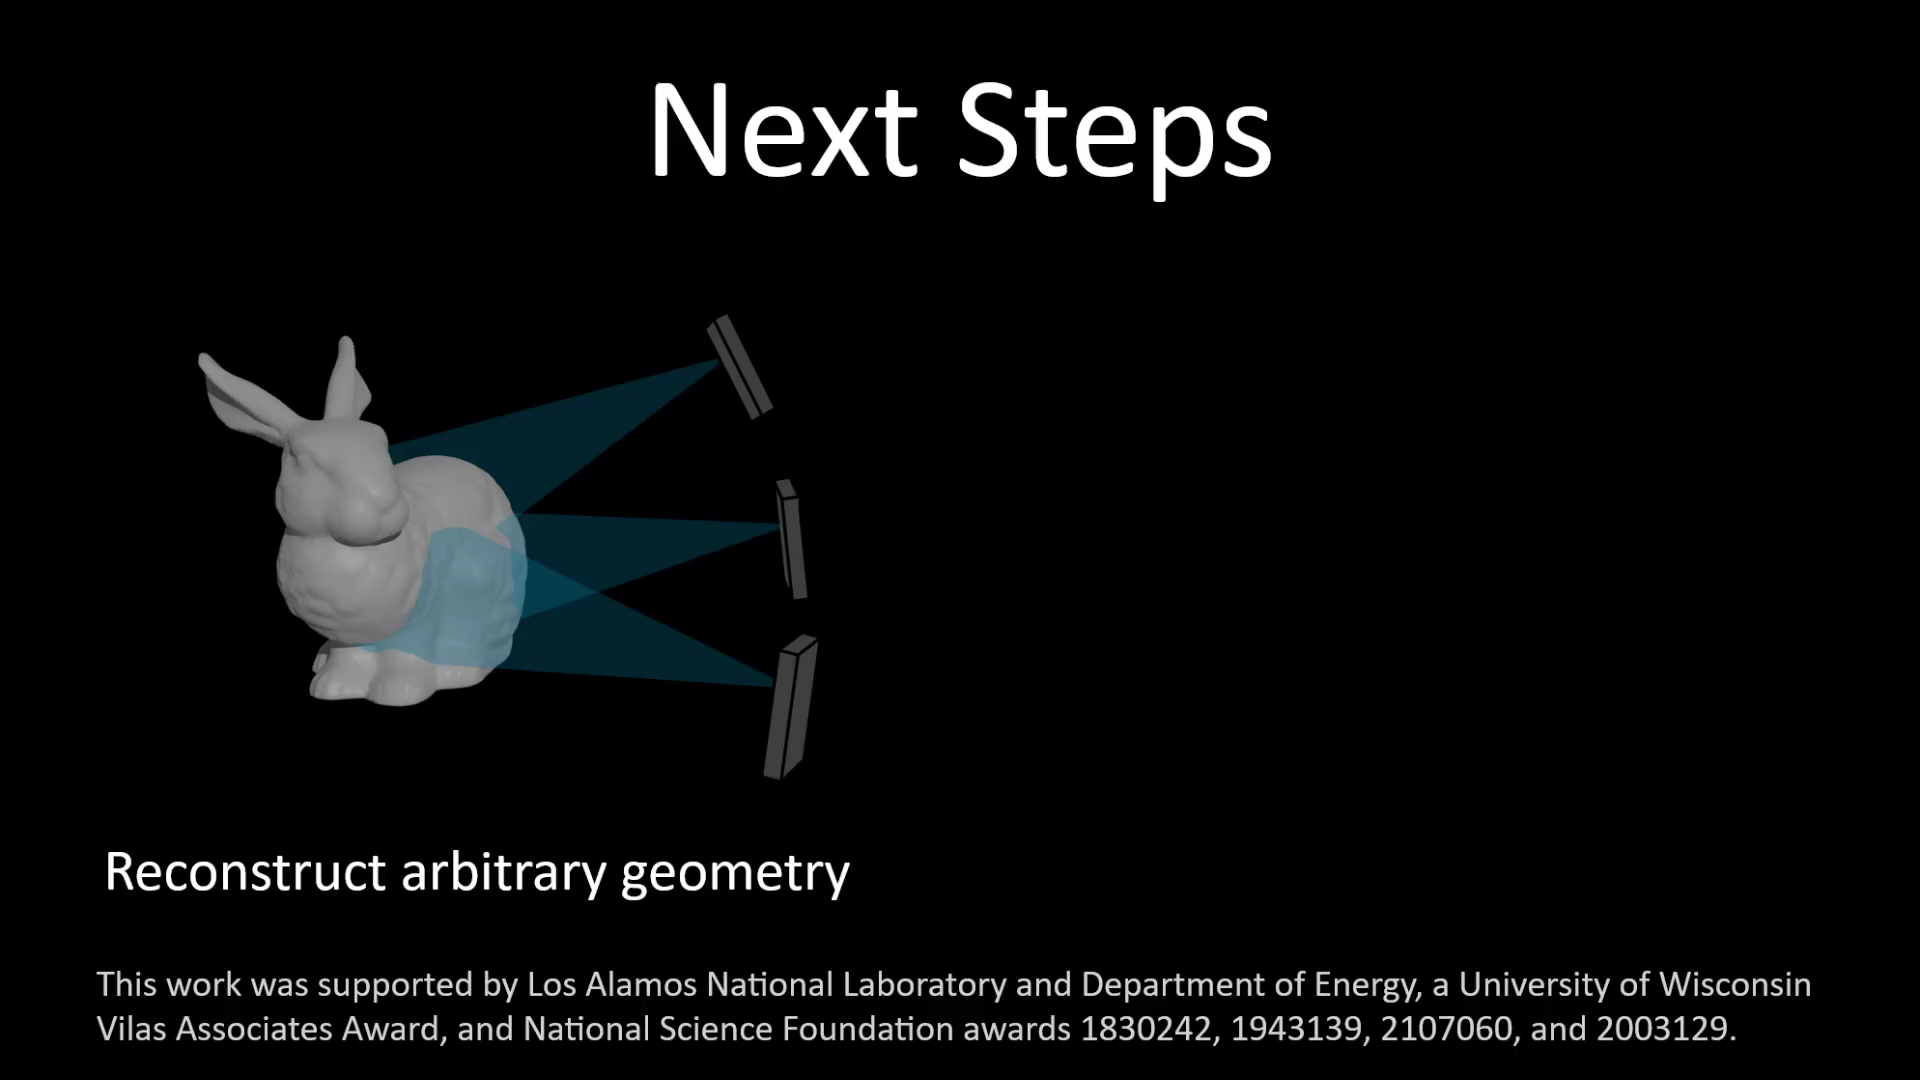 Next Steps
Reconstruct arbitrary geometry
This work was supported by Los Alamos National Laboratory and Department of Energy, a University of Wisconsin
Vilas Associates Award, and National Science Foundation awards 1830242, 1943139, 2107060, and 2003129.